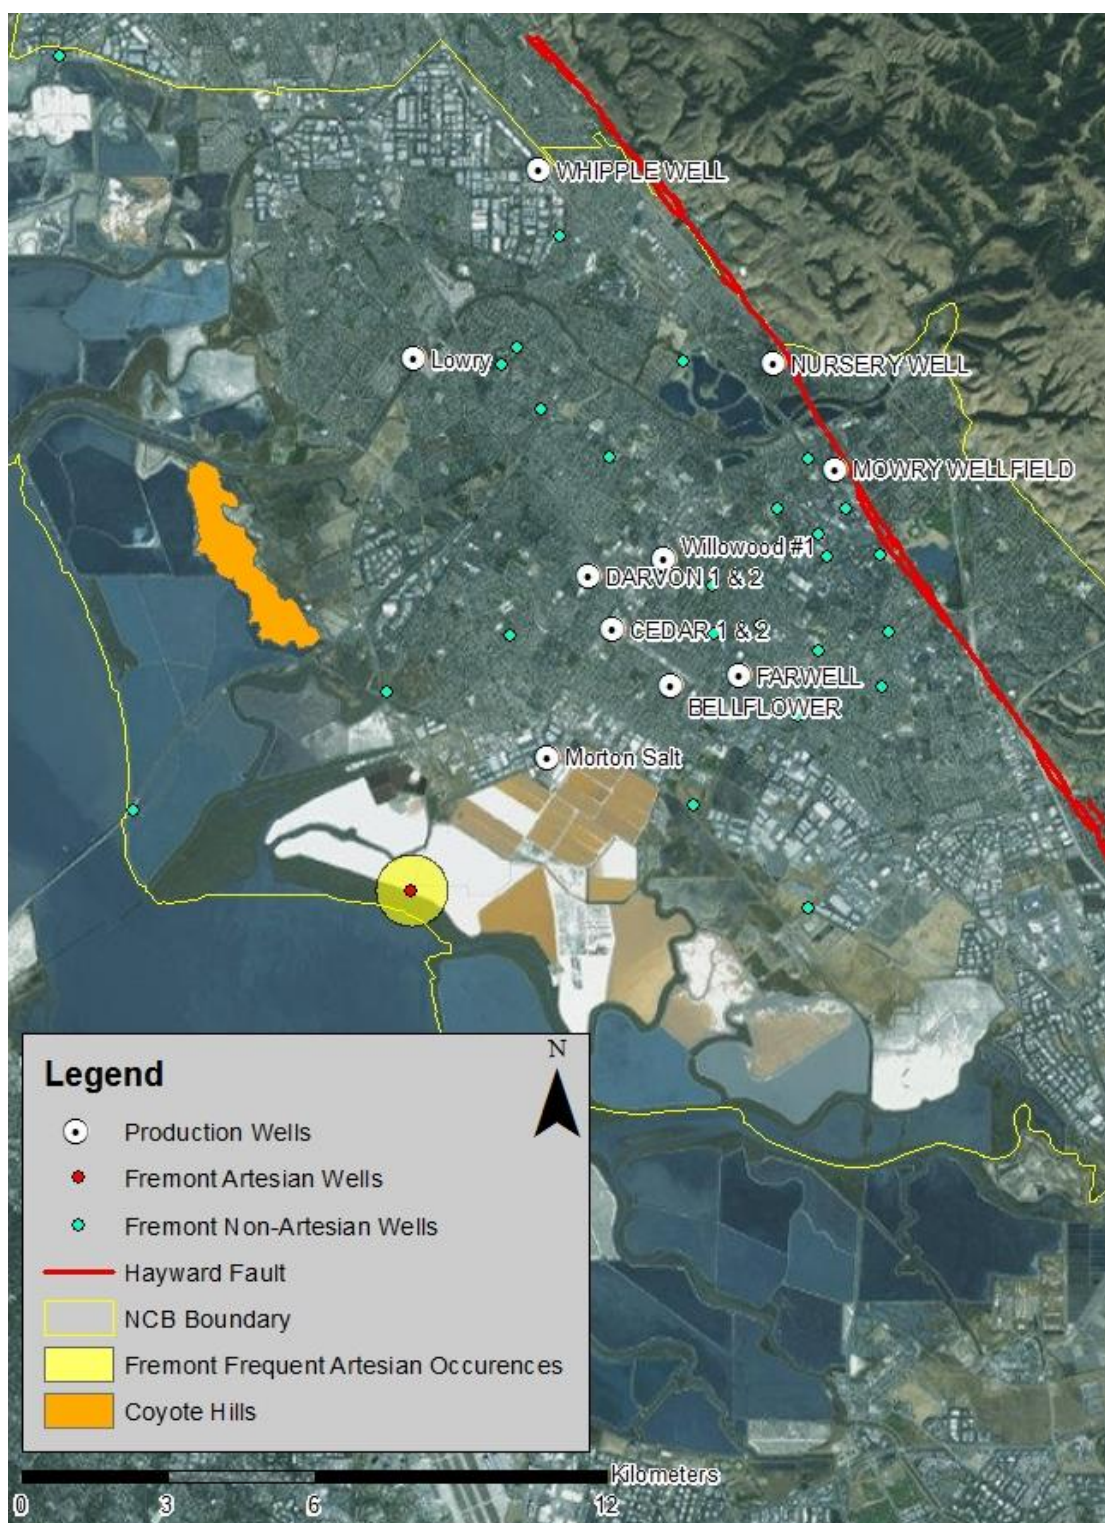 WHIPPLE WELL
Lowry
NURSERY WELL
MOWRY WELLFIELD
Willowood #1
DARVON 1 & 2
CEDAR 1 & 2
FARWELL
BELLFLOWER
Morton Salt
N
Legend
Production Wells
Fremont Artesian Wells
Fremont Non-Artesian Wells
Hayward Fault
NCB Boundary
Fremont Frequent Artesian Occurences
Coyote Hills
Kilometers
0 3 6 12